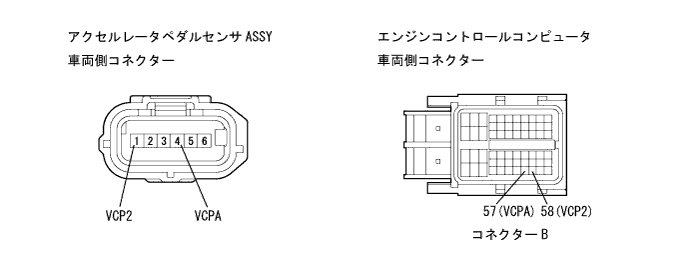 アクセルレータペダルセンサ ASSY
車両側コネクター
エンジンコントロールコンピュータ
車両側コネクター
1 2 3 4 5 6
VCP2 VCPA
57(VCPA) 58(VCP2)
コネクター B